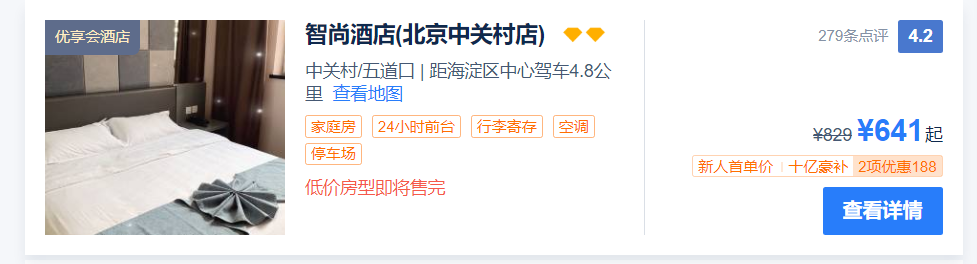 优享会酒店
智尚酒店(北京中关村店)
中关村/五道口 | 距海淀区中心驾车4.8公
里 查看地图
家庭房 24小时前台 行李寄存 空调
停车场
低价房型即将售完
279条点评 4.2
¥829 ¥641起
新人首单价 十亿豪补 2项优惠188
查看详情